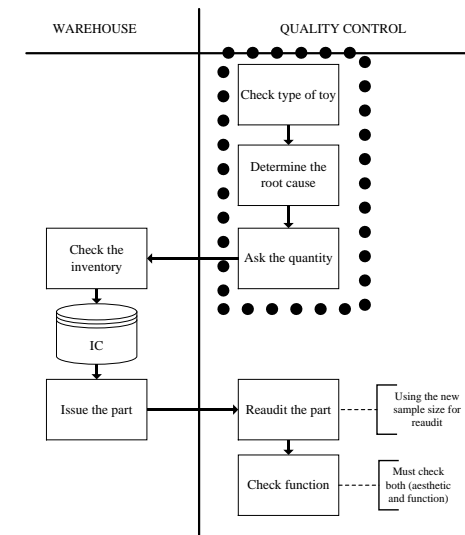 WAREHOUSE
QUALITY CONTROL
Check type of toy
Determine the
root cause
Check the
inventory
Ask the quantity
IC
Issue the part
Reaudit the part
Using the new
sample size for
reaudit
Check function
Must check
both (aesthetic
and function)